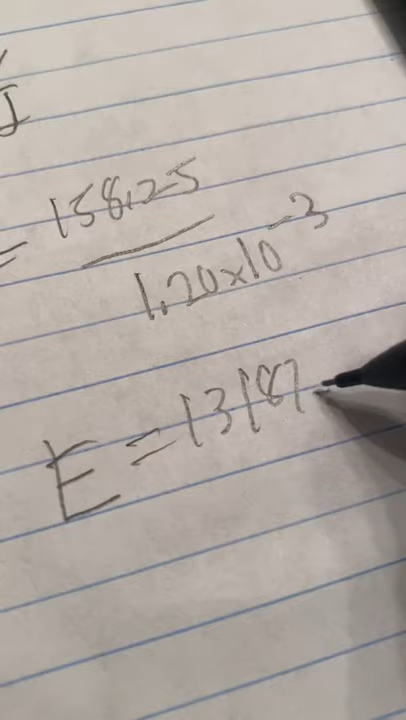 = 158.25
1.20×10⁻³
E = 13187